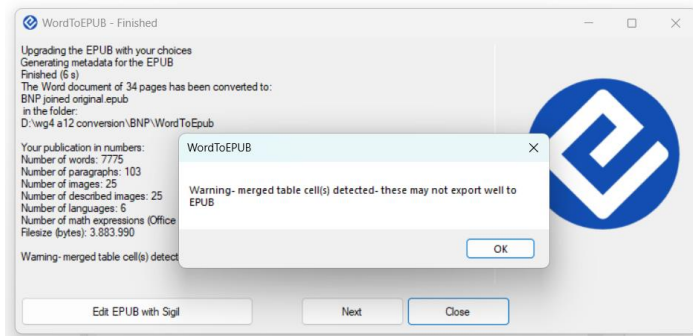 WordToEPUB - Finished
Upgrading the EPUB with your choices
Generating metadata for the EPUB
Finished (6 s)
The Word document of 34 pages has been converted to:
BNP joined original.epub
in the folder:
D:\wg4 a12 conversion\BNP\WordToEpub
Your publication in numbers:
Number of words: 7775
Number of paragraphs: 103
Number of images: 25
Number of described images: 25
Number of languages: 6
Number of math expressions (Office
Filesize (bytes): 3.883.990
Warning- merged table cell(s) detect
WordToEPUB
Warning- merged table cell(s) detected- these may not export well to
EPUB
OK
Edit EPUB with Sigil
Next
Close